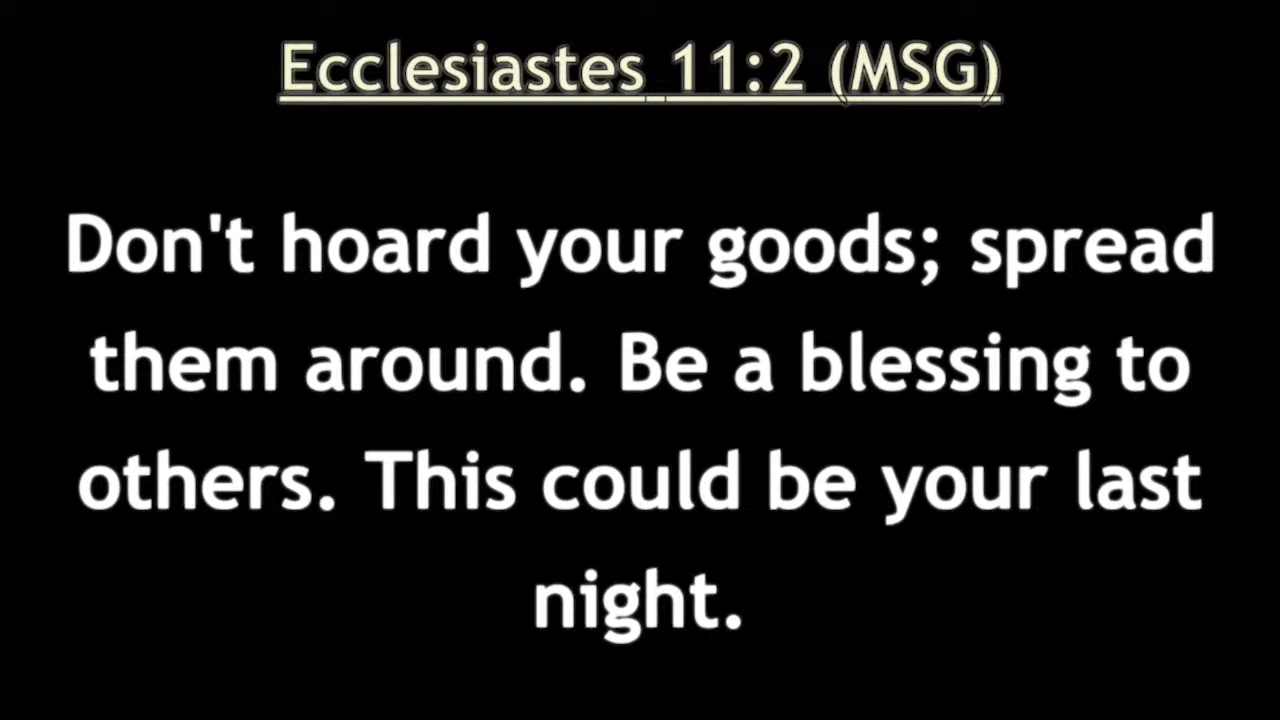 Ecclesiastes 11:2 (MSG)
Don't hoard your goods; spread
them around. Be a blessing to
others. This could be your last
night.